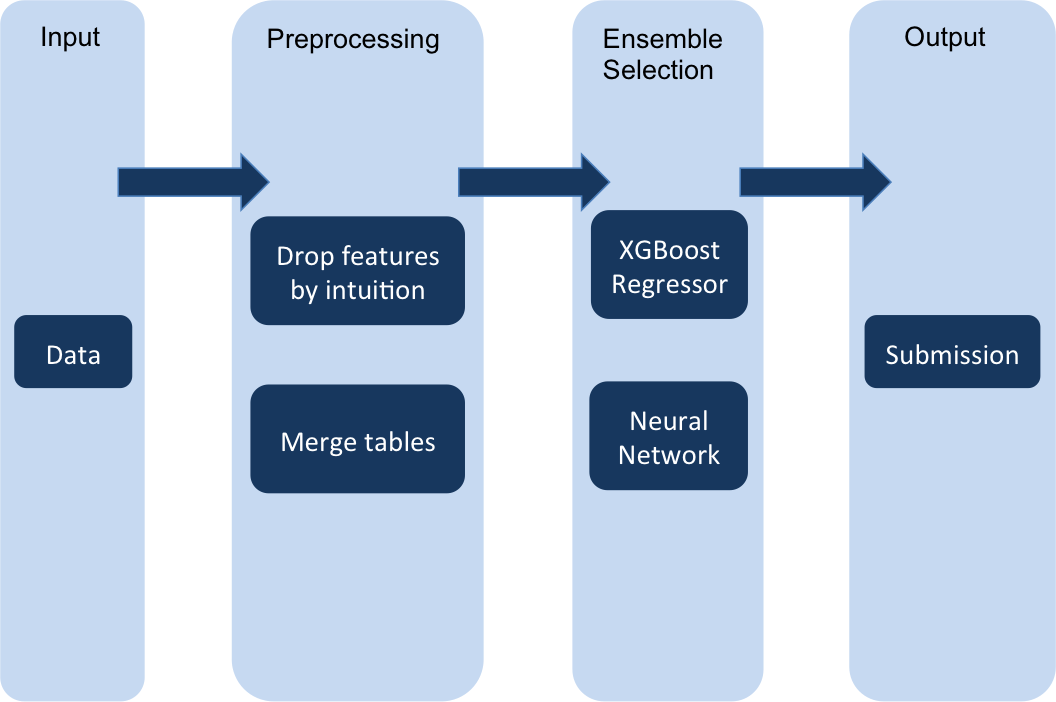 Input
Preprocessing
Ensemble
Selection
Output
Data
Drop features
by intuition
Merge tables
XGBoost
Regressor
Neural
Network
Submission